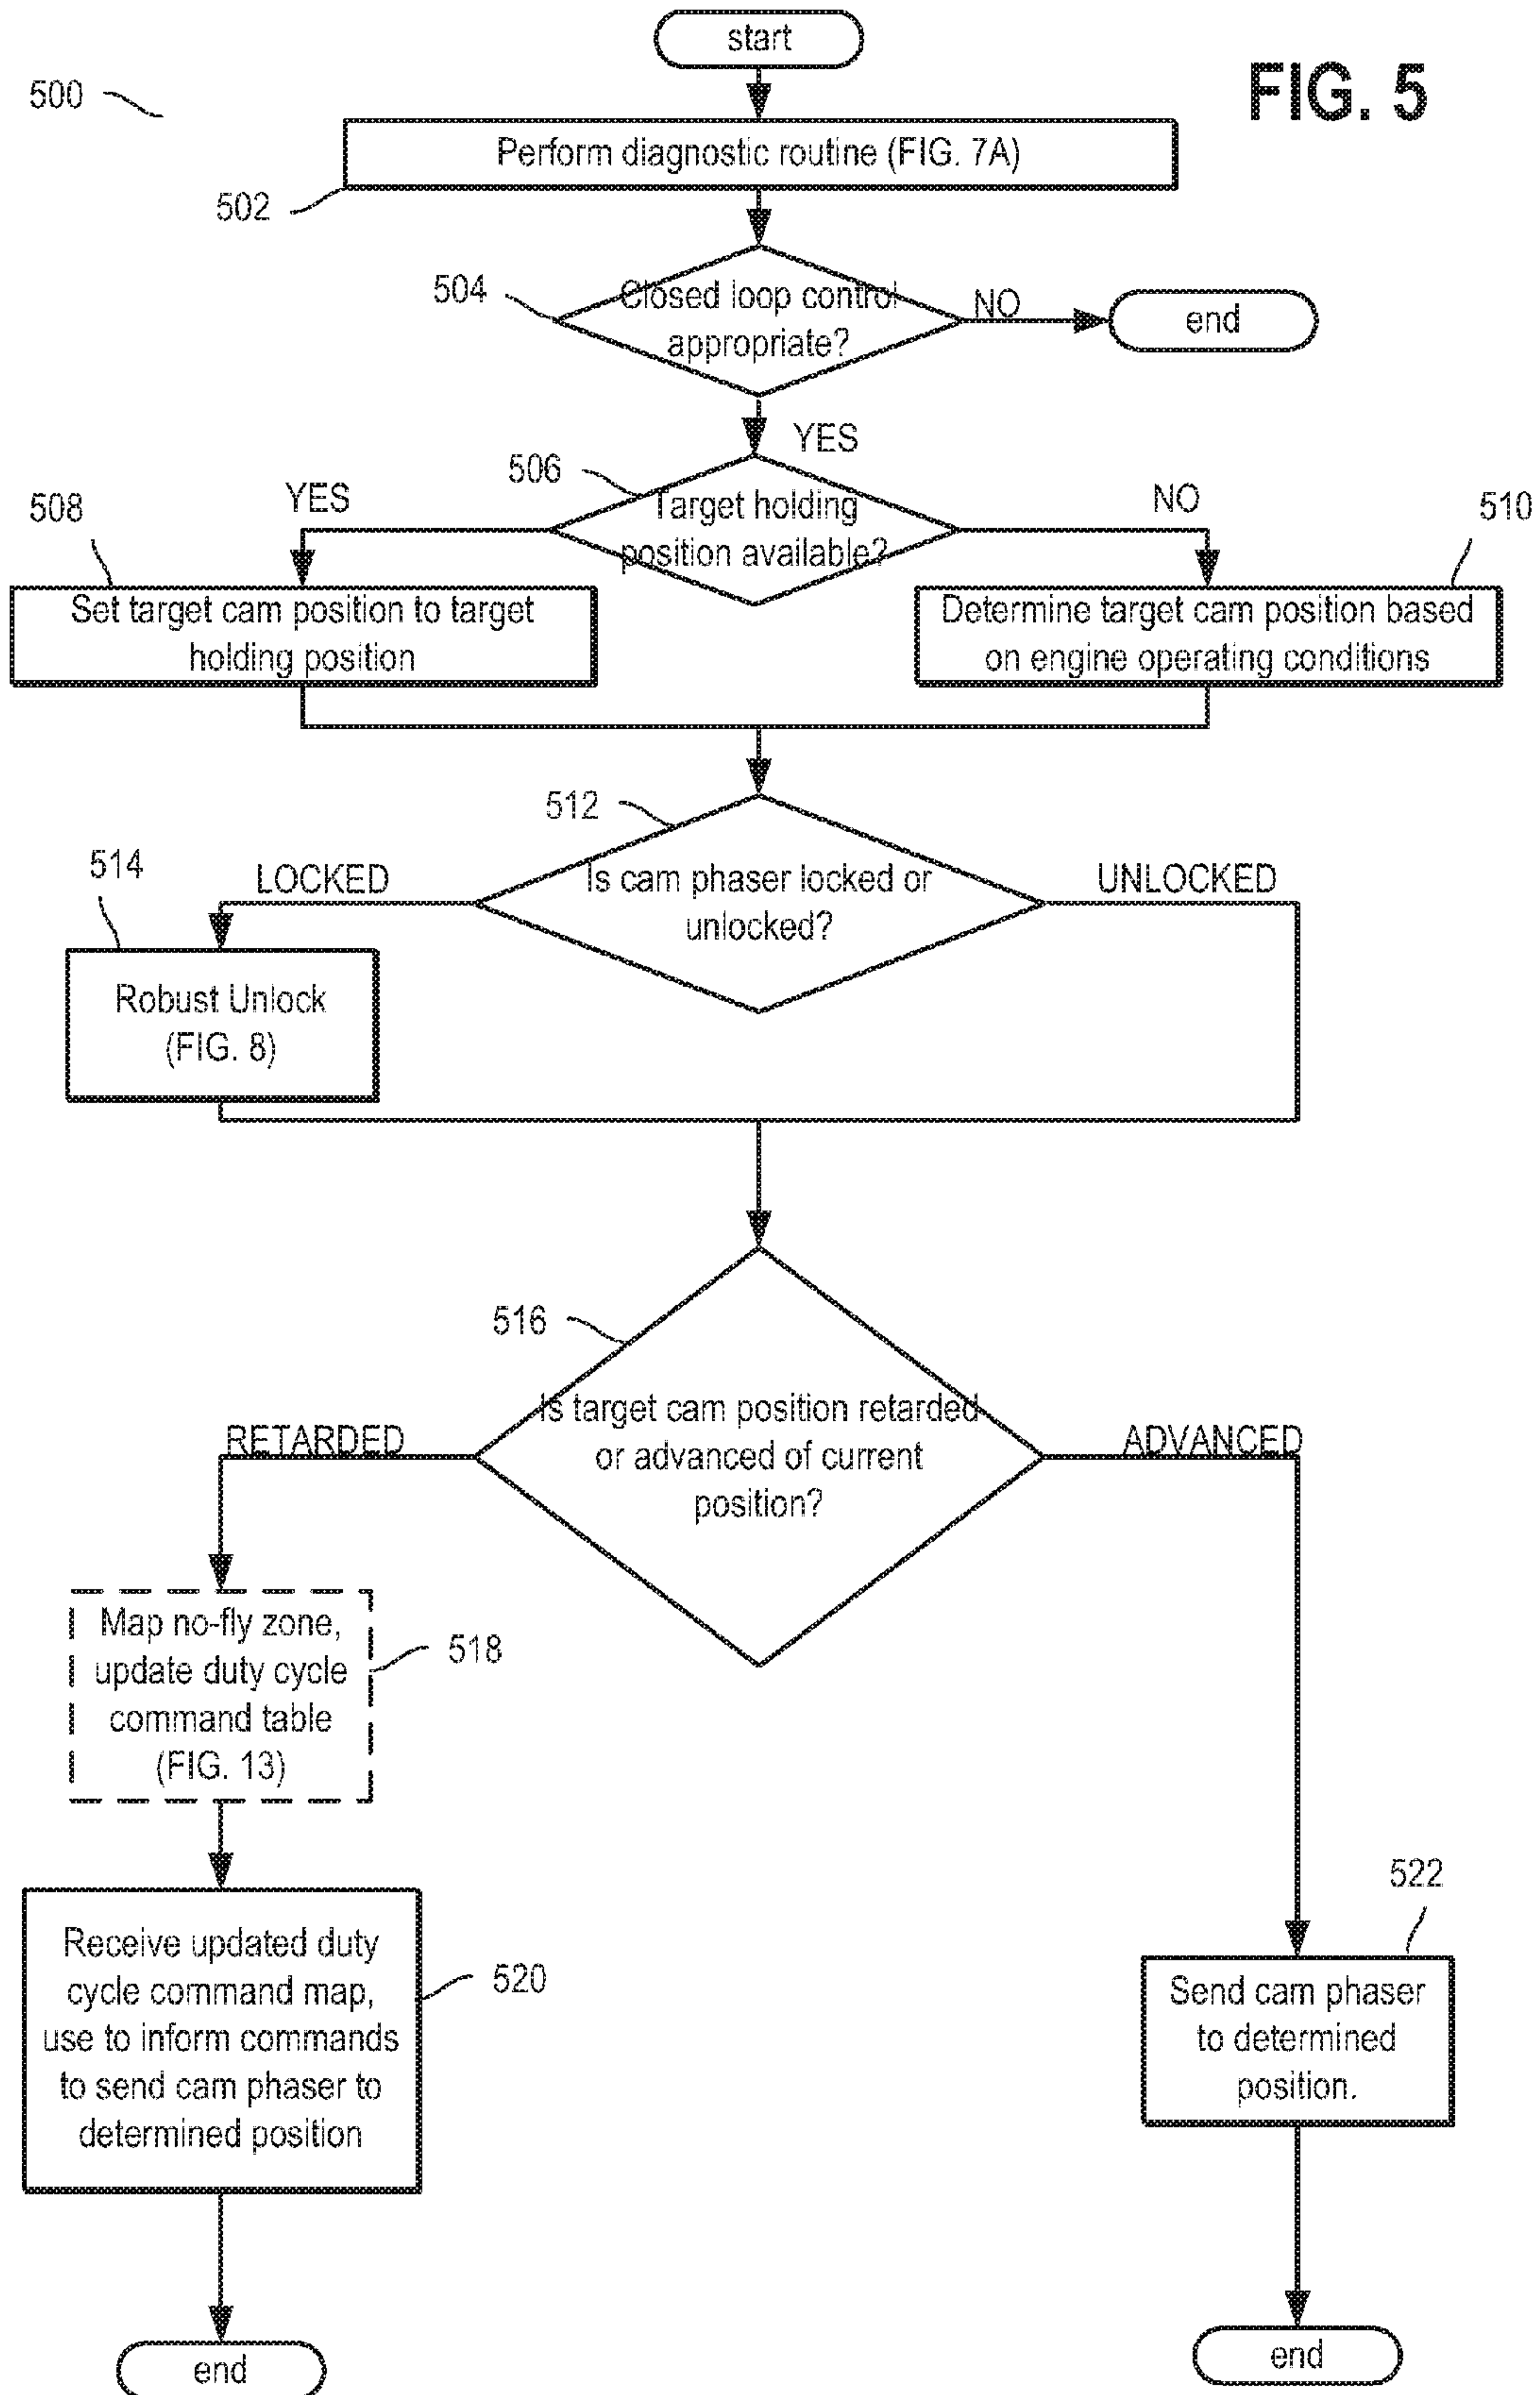 start
FIG. 5
500
Perform diagnostic routine (FIG. 7A)
502
504
Closed loop control
appropriate?
NO
end
YES
506
Target holding
position available?
YES
NO
508
510
Set target cam position to target
holding position
Determine target cam position based
on engine operating conditions
512
Is cam phaser locked or
unlocked?
LOCKED
UNLOCKED
514
Robust Unlock
(FIG. 8)
516
Is target cam position retarded
or advanced of current
position?
RETARDED
ADVANCED
Map no-fly zone,
update duty cycle
command table
(FIG. 13)
518
Receive updated duty
cycle command map,
use to inform commands
to send cam phaser to
determined position
520
522
Send cam phaser
to determined
position.
end
end